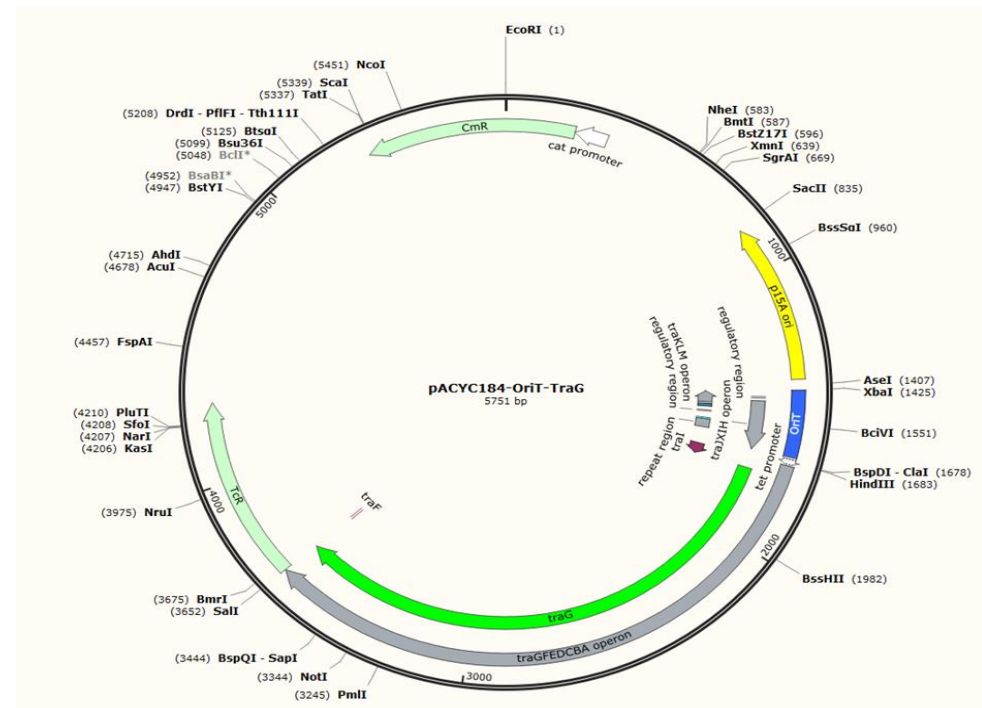 EcoRI (1)
(5451) NcoI
(5339) ScaI
(5337) TatI
(5208) DrdI - PflFI - Tth111I
(5125) BtsαI
(5099) Bsu36I
(5048) BclI*
(4952) BsaBI*
(4947) BstYI
(4715) AhdI
(4678) AcuI
(4457) FspAI
(4210) PluTI
(4208) SfoI
(4207) NarI
(4206) KasI
(3975) NruI
(3675) BmrI
(3652) SalI
(3444) BspQI - SapI
(3344) NotI
(3245) PmlI
NheI (583)
BmtI (587)
BstZ17I (596)
XmnI (639)
SgrAI (669)
SacII (835)
BssSαI (960)
AseI (1407)
XbaI (1425)
BciVI (1551)
BspDI - ClaI (1678)
HindIII (1683)
BssHII (1982)
CmR
cat promoter
1000
p15A ori
OriT
tet promoter
2000
regulatory region
traKLM operon
regulatory region
traJXIH operon
traI
repeat region
pACYC184-OriT-TraG
5751 bp
traF
traG
traGFEDCBA operon
3000
TcR
4000
5000